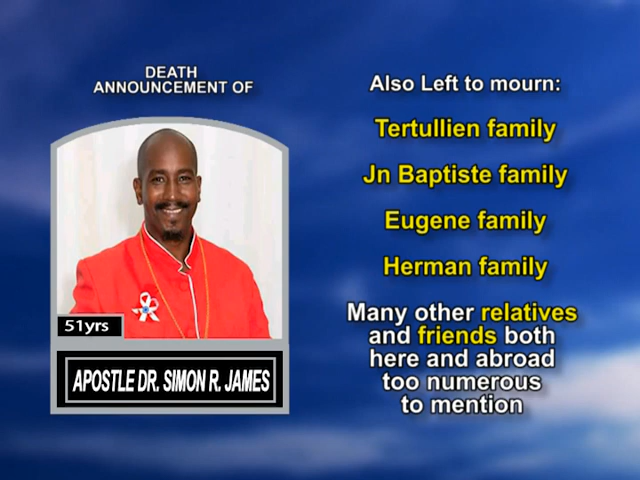 DEATH
ANNOUNCEMENT OF
51yrs
APOSTLE DR. SIMON R. JAMES
Also Left to mourn:
Tertullien family
Jn Baptiste family
Eugene family
Herman family
Many other relatives
and friends both
here and abroad
too numerous
to mention